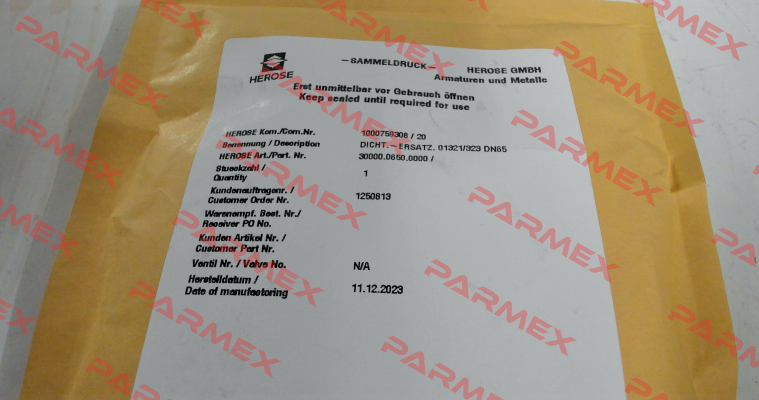 —SAMMELDRUCK—
HEROSE GMBH
HEROSE
Armaturen und Metalle
Erst unmittelbar vor Gebrauch öffnen
Keep sealed until required for use
HEROSE Kom./Com.Nr. 1000759308 / 20
Benennung / Description DICHT.-ERSATZ. 01321/323 DN65
HEROSE Art./Part. Nr. 30000.0650.0000 /
Stueckzahl /
Quantity 1
Kundenauftragsnr. /
Customer Order Nr. 1250813
Warenempf. Best. Nr./
Receiver PO No.
Kunden Artikel Nr. /
Customer Part Nr.
Ventil Nr. / Valve No. N/A
Herstelldatum /
Date of manufactoring 11.12.2023
PARMEX
PARMEX
PARMEX
PARMEX
PARMEX
PARMEX
PARMEX
PARMEX
PARMEX
PARMEX
PARMEX